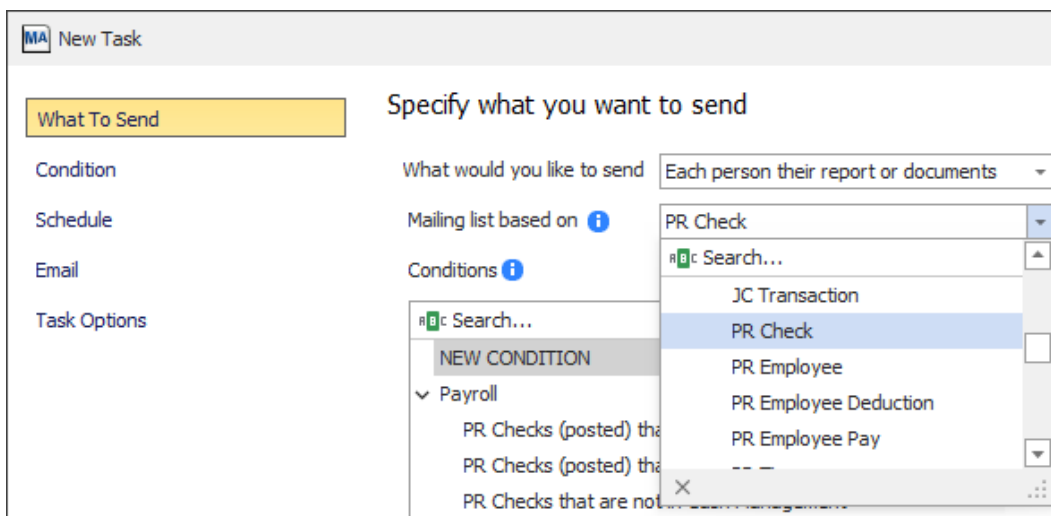 MA New Task
What To Send
Condition
Schedule
Email
Task Options
Specify what you want to send
What would you like to send Each person their report or documents
Mailing list based on PR Check
Conditions
ABC Search...
NEW CONDITION
Payroll
PR Checks (posted) tha
PR Checks (posted) tha
PR Checks that are not
ABC Search...
JC Transaction
PR Check
PR Employee
PR Employee Deduction
PR Employee Pay